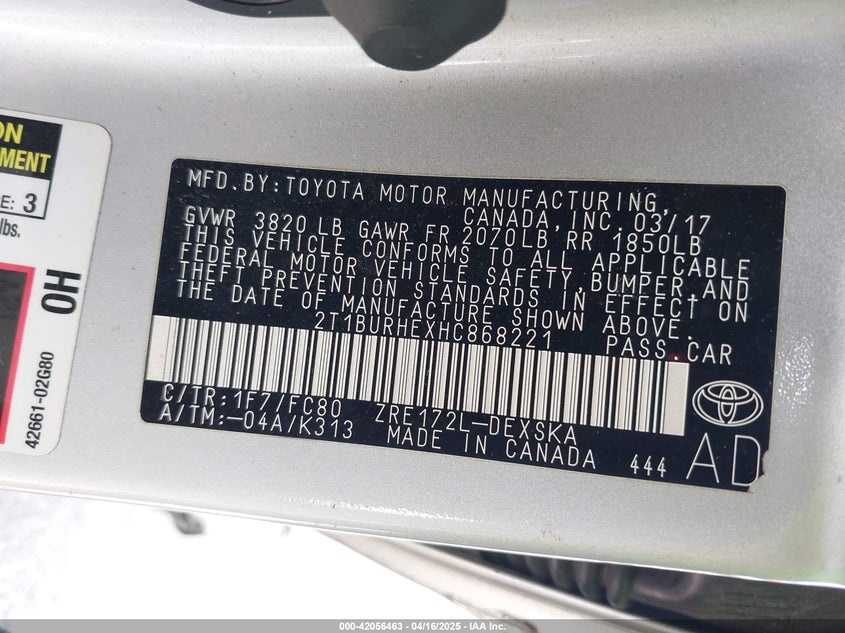 ON
MENT
E: 3
lbs.
OH
42661-02G80
MFD.BY:TOYOTA MOTOR MANUFACTURING,
CANADA, INC. 03/17
GVWR 3820 LB GAWR FR 2070LB RR 1850LB
THIS VEHICLE CONFORMS TO ALL APPLICABLE
FEDERAL MOTOR VEHICLE SAFETY, BUMPER, AND
THEFT PREVENTION STANDARDS IN EFFECT ON
THE DATE OF MANUFACTURE SHOWN ABOVE.
2T1BURHEXHC868221 PASS CAR
C/TR:1F7/FC80 ZRE172L-DEXSKA
A/TM:-04A/K313 MADE IN CANADA 444 AD
000-42056463 - 04/16/2025 - IAA Inc.